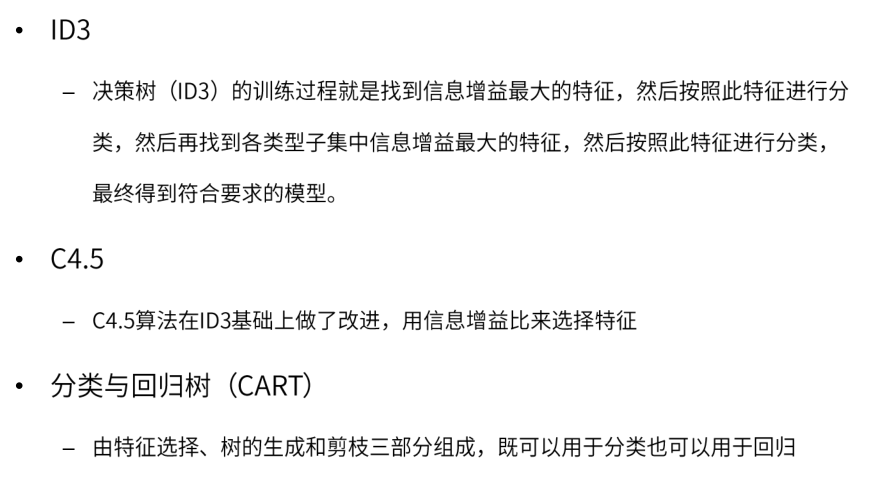 • ID3
– 决策树（ID3）的训练过程就是找到信息增益最大的特征，然后按照此特征进行分
类，然后再找到各类型子集中信息增益最大的特征，然后按照此特征进行分类，
最终得到符合要求的模型。
• C4.5
– C4.5算法在ID3基础上做了改进，用信息增益比来选择特征
• 分类与回归树（CART）
– 由特征选择、树的生成和剪枝三部分组成，既可以用于分类也可以用于回归